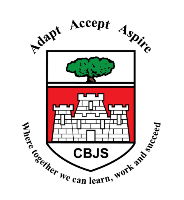 Adapt Accept Aspire
CBJS
Where together we can learn, work and succeed